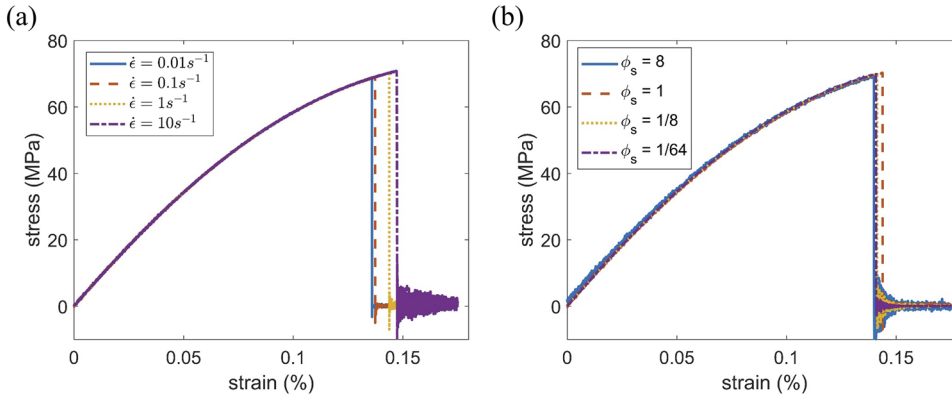 (a)
80
60
40
20
0
stress (MPa)
ε̇ = 0.01s⁻¹
ε̇ = 0.1s⁻¹
ε̇ = 1s⁻¹
ε̇ = 10s⁻¹
0 0.05 0.1 0.15
strain (%)
(b)
80
60
40
20
0
stress (MPa)
ϕₛ = 8
ϕₛ = 1
ϕₛ = 1/8
ϕₛ = 1/64
0 0.05 0.1 0.15
strain (%)